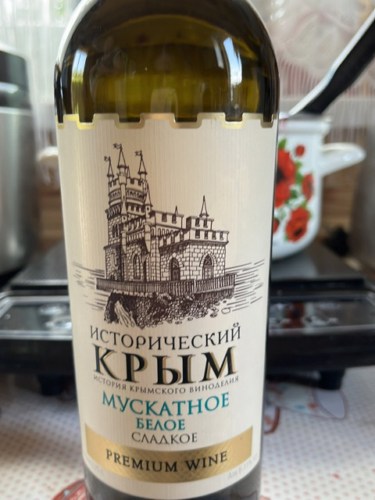 ИСТОРИЧЕСКИЙ
КРЫМ
ИСТОРИЯ КРЫМСКОГО ВИНОДЕЛИЯ
МУСКАТНОЕ
БЕЛОЕ
СЛАДКОЕ
PREMIUM WINE